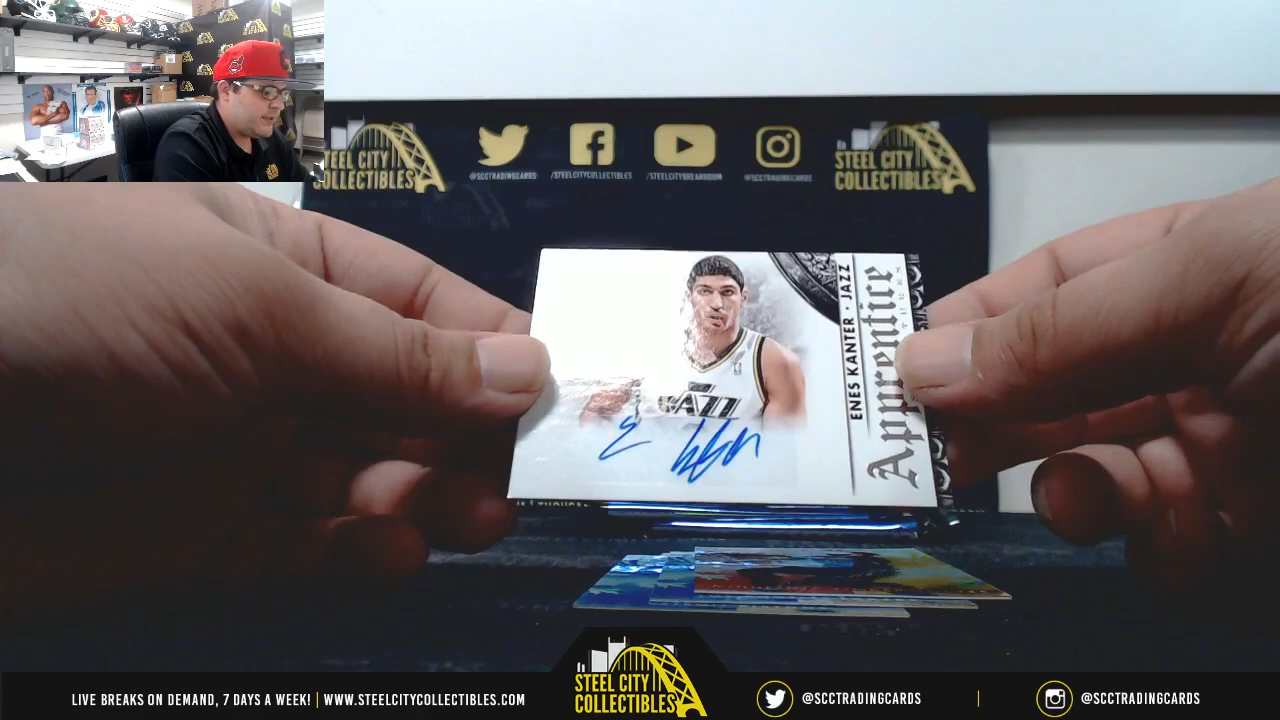 STEEL CITY
COLLECTIBLES
@SCCTRADINGCARDS
/STEELCITYCOLLECTIBLES
/STEELCITYBREAKDOWN
@SCCTRADINGCARDS
STEEL CITY
COLLECTIBLES
ENES KANTER · JAZZ
Apprentice
JAZZ
STEEL CITY
COLLECTIBLES
LIVE BREAKS ON DEMAND, 7 DAYS A WEEK! | WWW.STEELCITYCOLLECTIBLES.COM
@SCCTRADINGCARDS
@SCCTRADINGCARDS